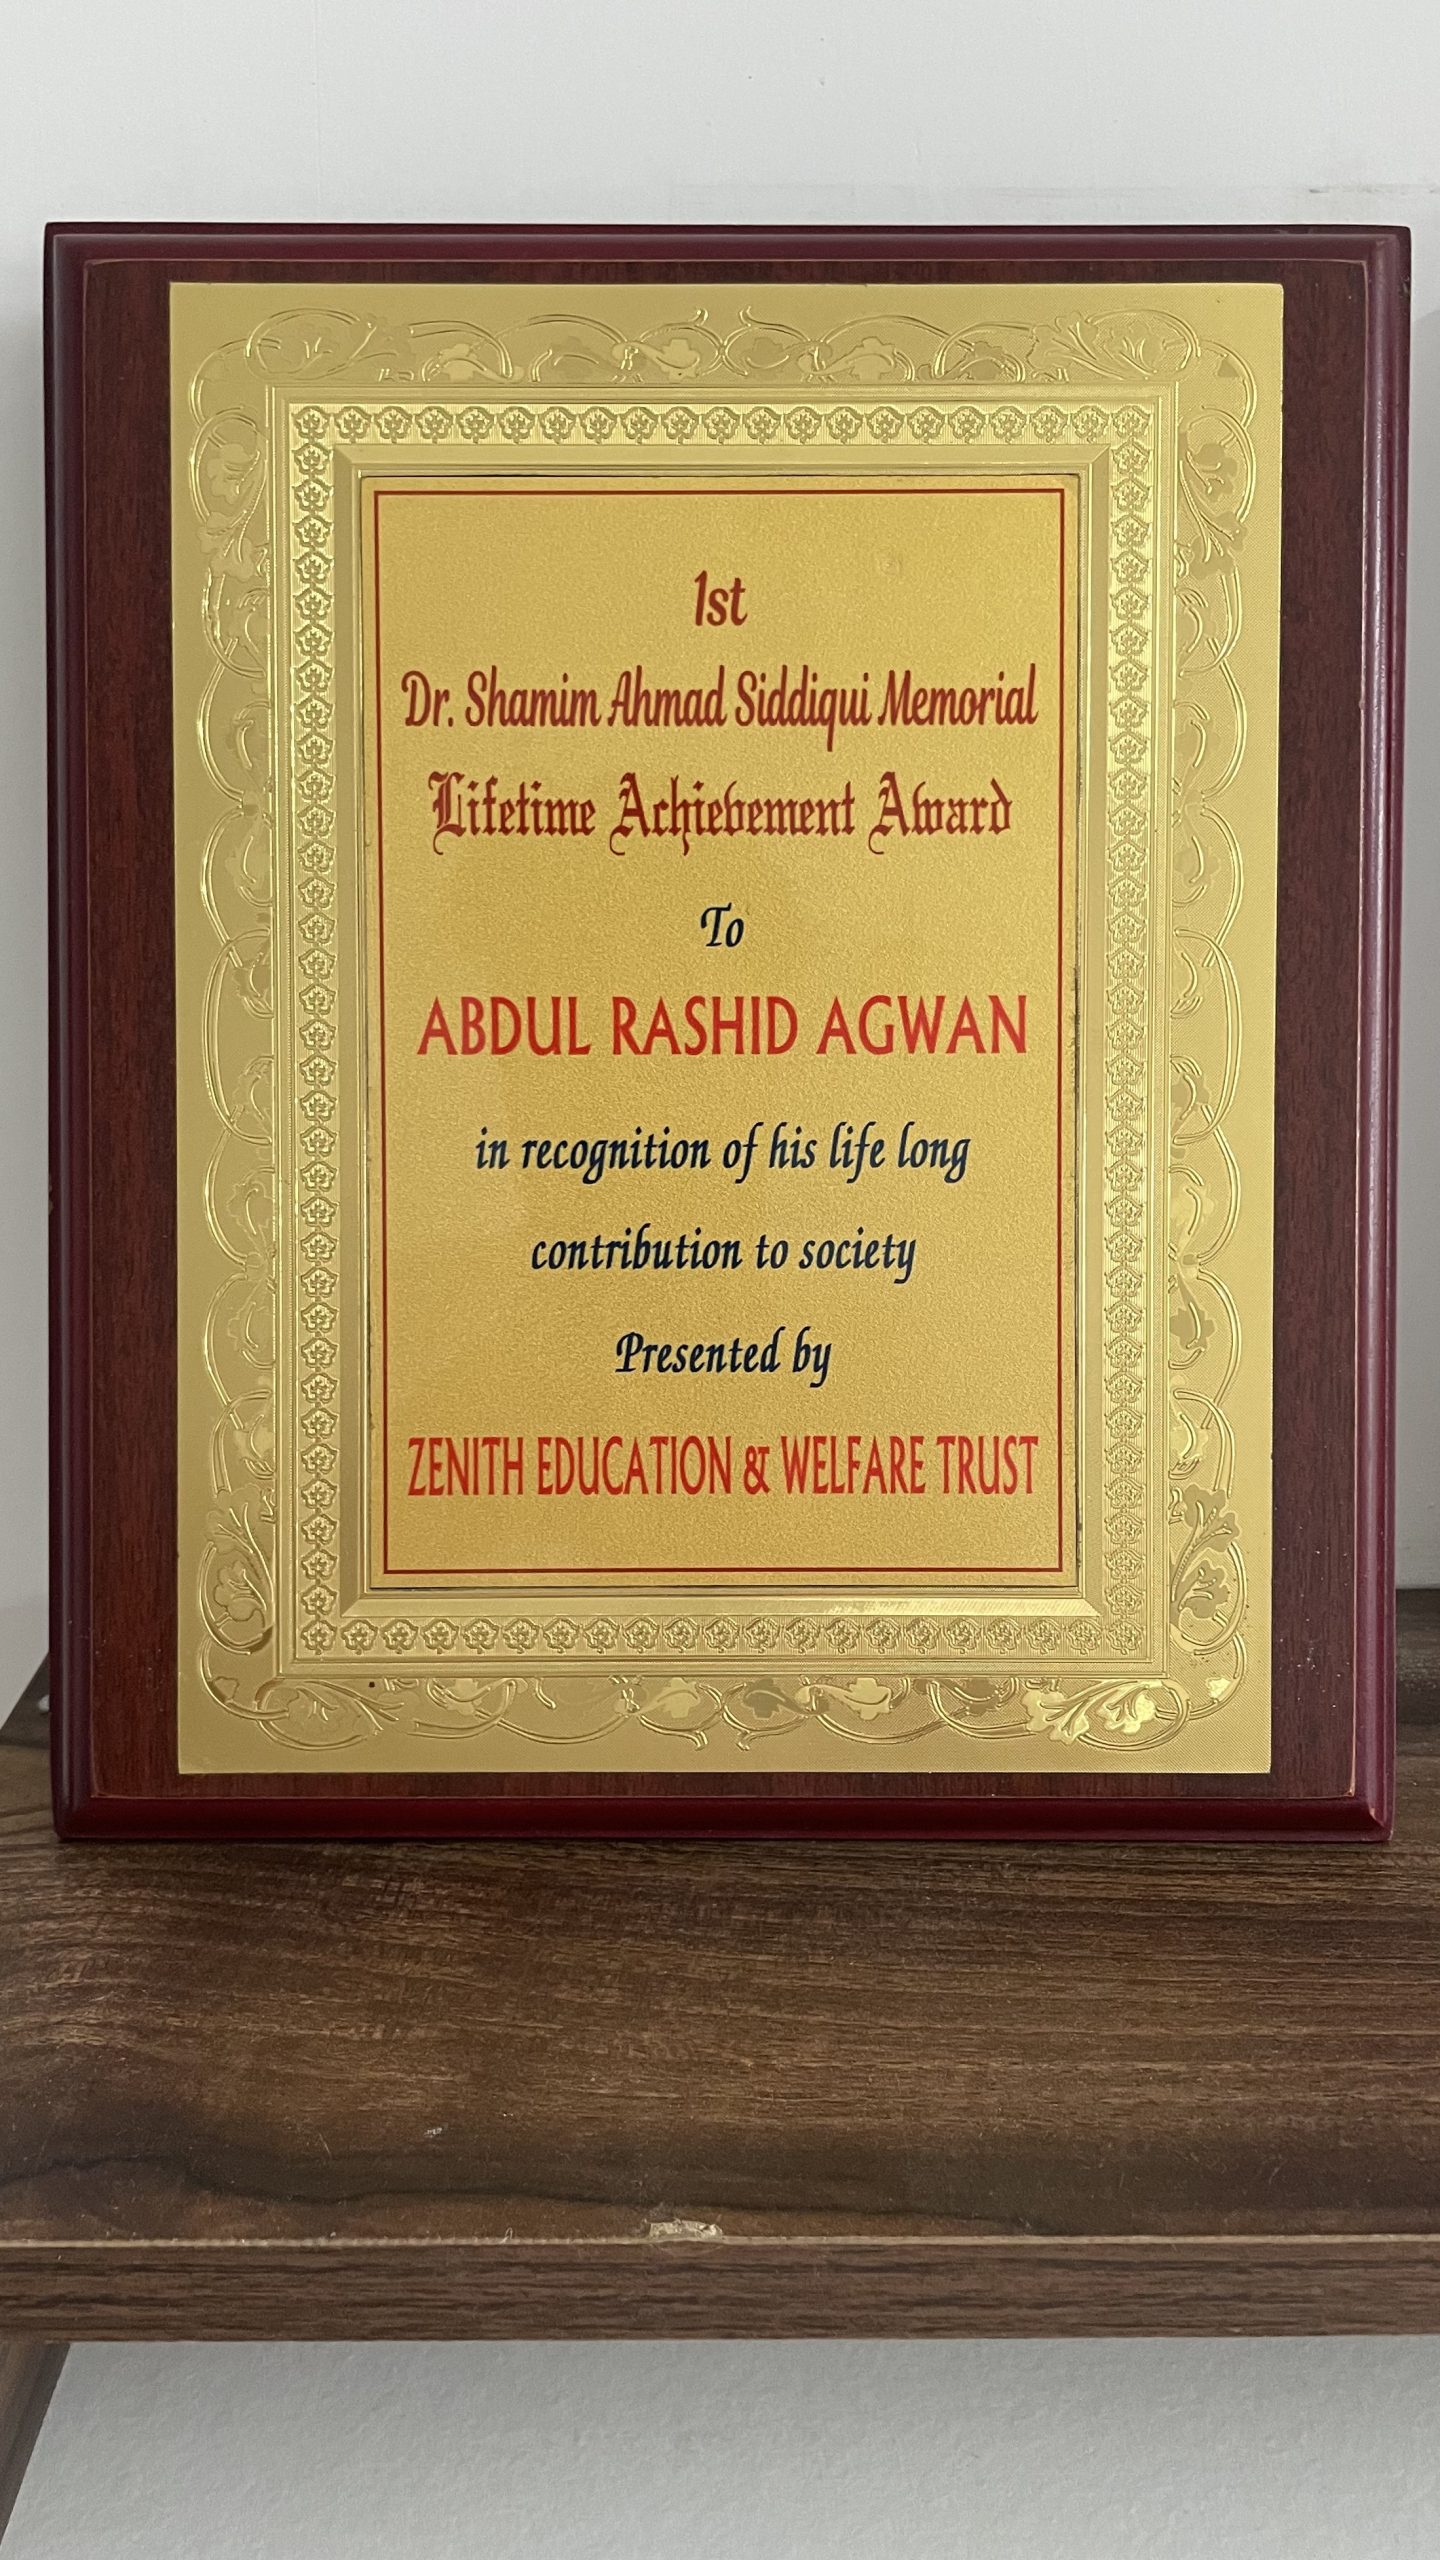 1st
Dr. Shamim Ahmad Siddiqui Memorial
Lifetime Achievement Award
To
ABDUL RASHID AGWAN
in recognition of his life long
contribution to society
Presented by
ZENITH EDUCATION & WELFARE TRUST